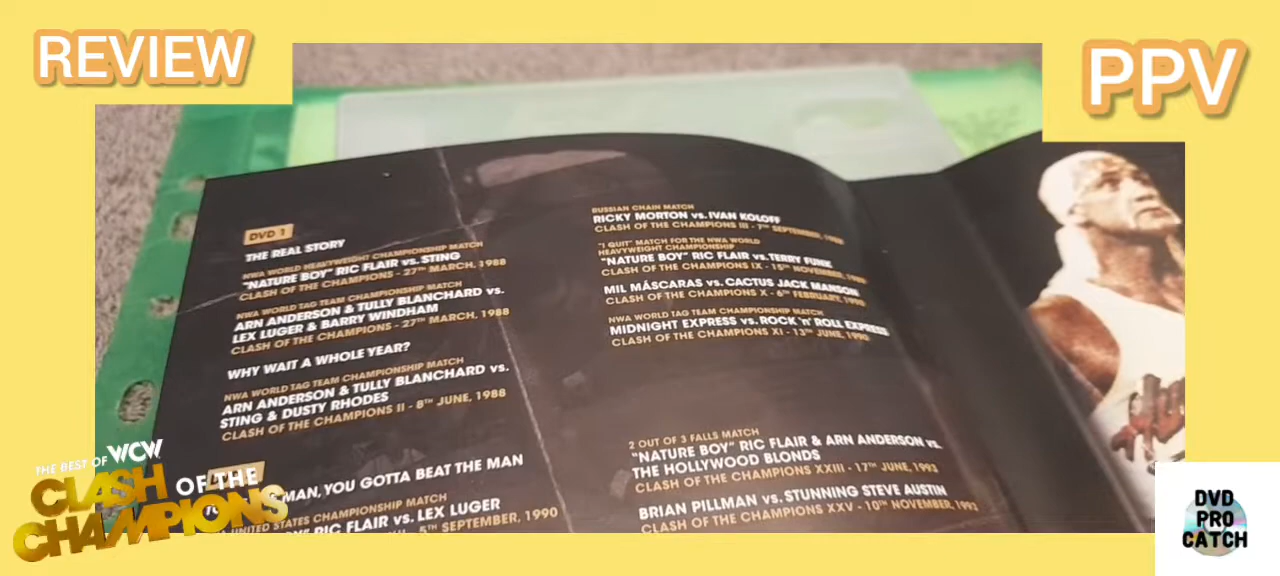 REVIEW
PPV
DVD 1
THE REAL STORY
NWA WORLD HEAVYWEIGHT CHAMPIONSHIP MATCH
"NATURE BOY" RIC FLAIR vs. STING
CLASH OF THE CHAMPIONS - 27TH MARCH, 1988
NWA WORLD TAG TEAM CHAMPIONSHIP MATCH
ARN ANDERSON & TULLY BLANCHARD vs.
LEX LUGER & BARRY WINDHAM
CLASH OF THE CHAMPIONS - 27TH MARCH, 1988
WHY WAIT A WHOLE YEAR?
NWA WORLD TAG TEAM CHAMPIONSHIP MATCH
ARN ANDERSON & TULLY BLANCHARD vs.
STING & DUSTY RHODES
CLASH OF THE CHAMPIONS II - 8TH JUNE, 1988
MAN, YOU GOTTA BEAT THE MAN
UNITED STATES CHAMPIONSHIP MATCH
RIC FLAIR vs. LEX LUGER
5TH SEPTEMBER, 1990
RUSSIAN CHAIN MATCH
RICKY MORTON vs. IVAN KOLOFF
CLASH OF THE CHAMPIONS III - 7TH SEPTEMBER, 1988
"I QUIT" MATCH FOR THE NWA WORLD
HEAVYWEIGHT CHAMPIONSHIP
"NATURE BOY" RIC FLAIR vs. TERRY FUNK
CLASH OF THE CHAMPIONS IX - 15TH NOVEMBER, 1989
MIL MÁSCARAS vs. CACTUS JACK MANSON
CLASH OF THE CHAMPIONS X - 6TH FEBRUARY, 1990
NWA WORLD TAG TEAM CHAMPIONSHIP MATCH
MIDNIGHT EXPRESS vs. ROCK 'n' ROLL EXPRESS
CLASH OF THE CHAMPIONS XI - 13TH JUNE, 1990
2 OUT OF 3 FALLS MATCH
"NATURE BOY" RIC FLAIR & ARN ANDERSON vs.
THE HOLLYWOOD BLONDS
CLASH OF THE CHAMPIONS XXIII - 17TH JUNE, 1993
BRIAN PILLMAN vs. STUNNING STEVE AUSTIN
CLASH OF THE CHAMPIONS XXV - 10TH NOVEMBER, 1993
THE BEST OF WCW
CLASH OF THE
CHAMPIONS
DVD
PRO
CATCH